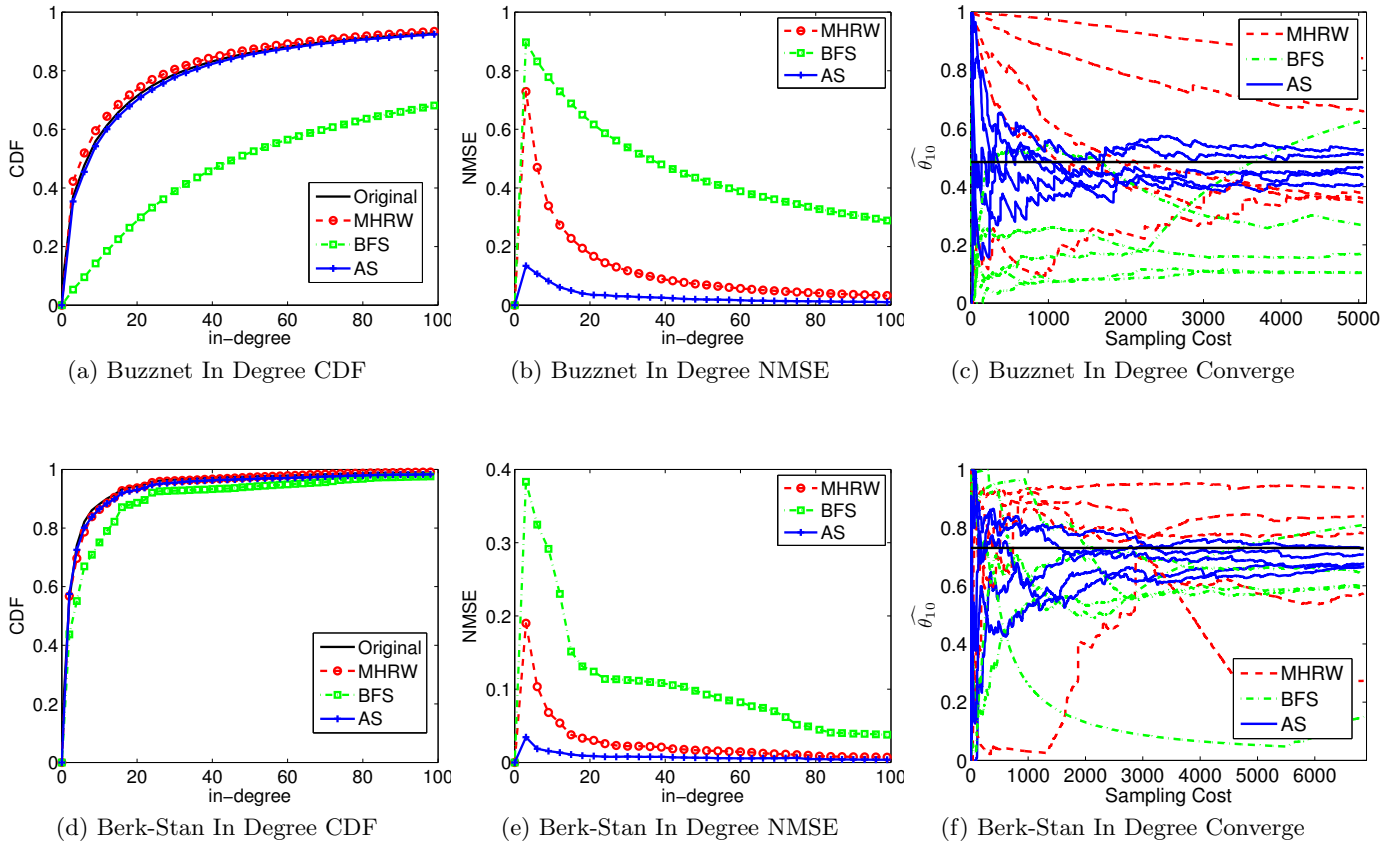 1
0.8
0.6
0.4
0.2
0
CDF
0 20 40 60 80 100
in-degree
Original
MHRW
BFS
AS
(a) Buzznet In Degree CDF
1
0.8
0.6
0.4
0.2
0
NMSE
0 20 40 60 80 100
in-degree
MHRW
BFS
AS
(b) Buzznet In Degree NMSE
1
0.8
0.6
0.4
0.2
0
θ̂10
0 1000 2000 3000 4000 5000
Sampling Cost
MHRW
BFS
AS
(c) Buzznet In Degree Converge
1
0.8
0.6
0.4
0.2
0
CDF
0 20 40 60 80 100
in-degree
Original
MHRW
BFS
AS
(d) Berk-Stan In Degree CDF
0.4
0.3
0.2
0.1
0
NMSE
0 20 40 60 80 100
in-degree
MHRW
BFS
AS
(e) Berk-Stan In Degree NMSE
1
0.8
0.6
0.4
0.2
0
θ̂10
0 1000 2000 3000 4000 5000 6000
Sampling Cost
MHRW
BFS
AS
(f) Berk-Stan In Degree Converge